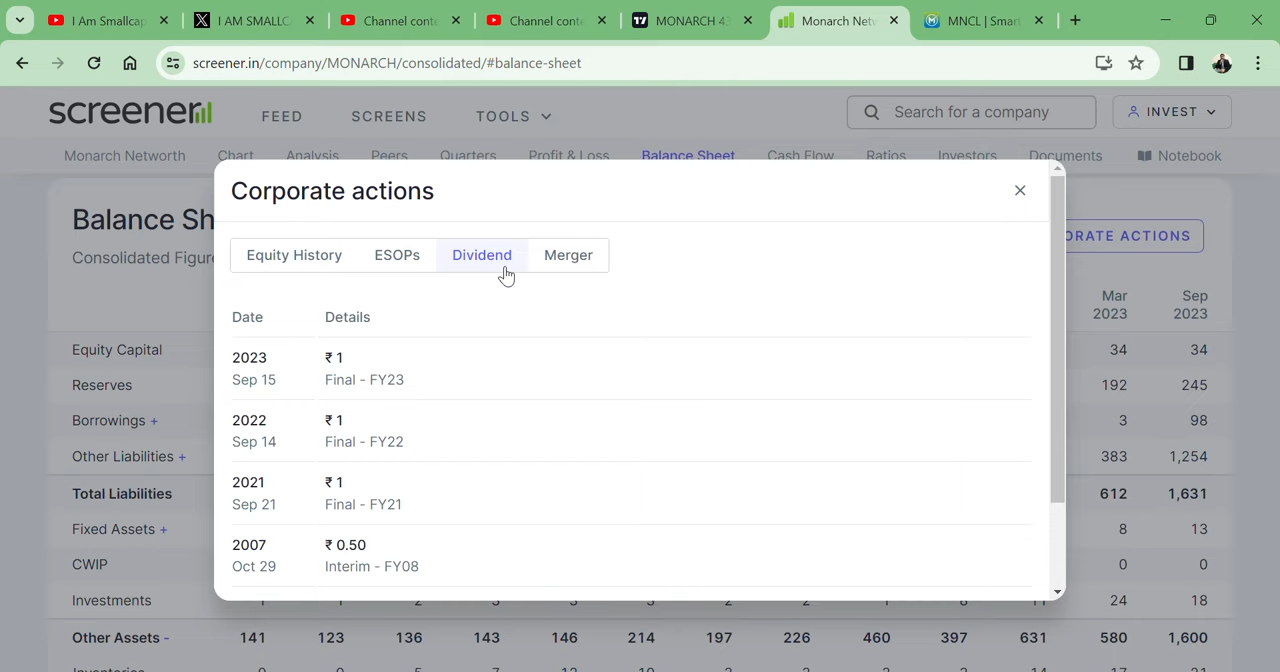 I Am Smallcap
I AM SMALLC
Channel conte
Channel conte
MONARCH 43
Monarch Netw
MNCL | Smart
screener.in/company/MONARCH/consolidated/#balance-sheet
screener
FEED
SCREENS
TOOLS
Search for a company
INVEST
Monarch Networth
Chart
Analysis
Peers
Quarters
Profit & Loss
Balance Sheet
Cash Flow
Ratios
Investors
Documents
Notebook
Balance Sh
Consolidated Figure
ORATE ACTIONS
Corporate actions
Equity History
ESOPs
Dividend
Merger
Date Details
2023 ₹ 1
Sep 15 Final - FY23
2022 ₹ 1
Sep 14 Final - FY22
2021 ₹ 1
Sep 21 Final - FY21
2007 ₹ 0.50
Oct 29 Interim - FY08
Mar Sep
2023 2023
Equity Capital 34 34
Reserves 192 245
Borrowings + 3 98
Other Liabilities + 383 1,254
Total Liabilities 612 1,631
Fixed Assets + 8 13
CWIP 0 0
Investments 24 18
Other Assets - 141 123 136 143 146 214 197 226 460 397 631 580 1,600